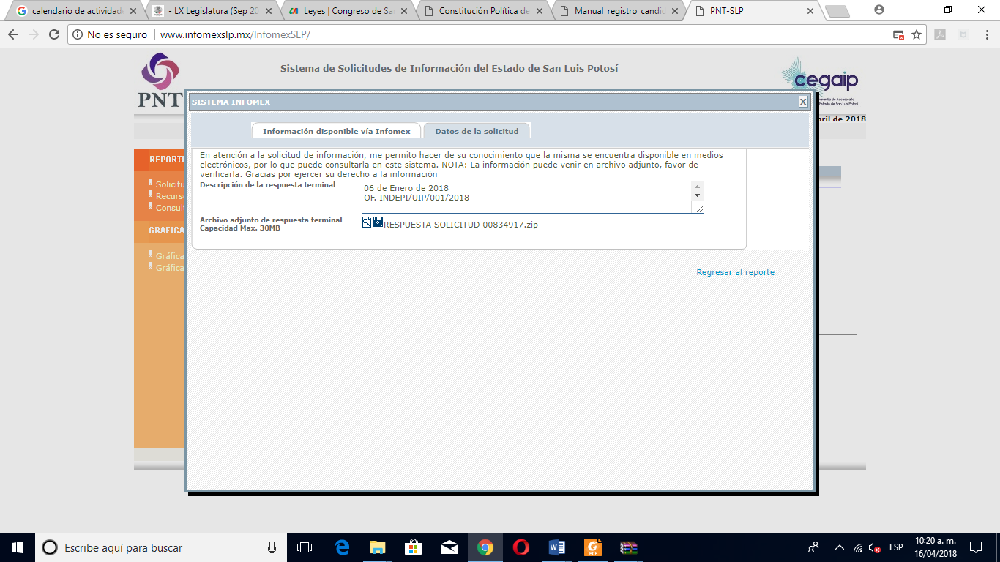 calendario de actividad
- LX Legislatura (Sep 20
Leyes | Congreso de Sa
Constitución Política de
Manual_registro_candid
PNT-SLP
No es seguro
www.infomexslp.mx/InfomexSLP/
PNT
Sistema de Solicitudes de Información del Estado de San Luis Potosí
cegaip
Estado de San Luis Potosí
bril de 2018
SISTEMA INFOMEX
X
Información disponible vía Infomex
Datos de la solicitud
REPORTE
Solicitu
Recurs
Consult
GRAFICA
Gráfica
Gráfica
En atención a la solicitud de información, me permito hacer de su conocimiento que la misma se encuentra disponible en medios
electrónicos, por lo que puede consultarla en este sistema. NOTA: La información puede venir en archivo adjunto, favor de
verificarla. Gracias por ejercer su derecho a la información
Descripción de la respuesta terminal
06 de Enero de 2018
OF. INDEPI/UIP/001/2018
Archivo adjunto de respuesta terminal
Capacidad Max. 30MB
RESPUESTA SOLICITUD 00834917.zip
Regresar al reporte
Escribe aquí para buscar
ESP
10:20 a. m.
16/04/2018